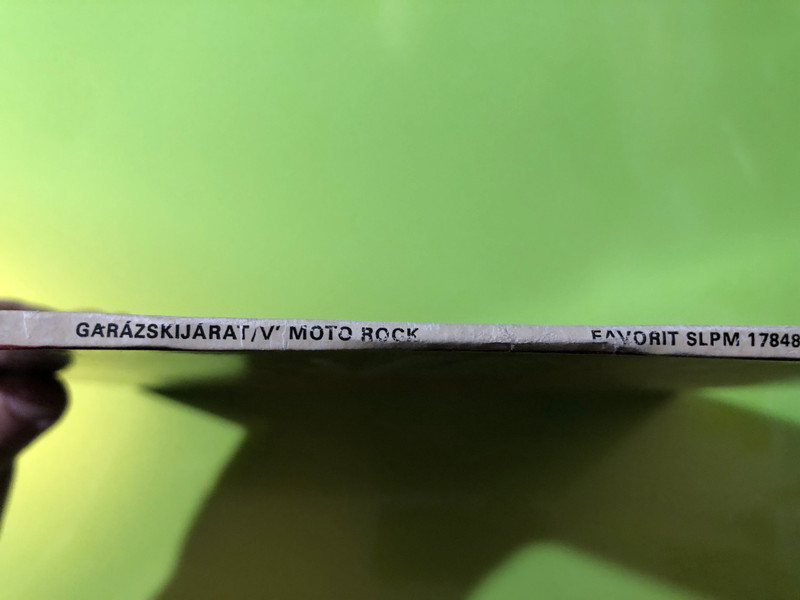 GARÁZSKIJÁRAT/V' MOTO ROCK FAVORIT SLPM 17848